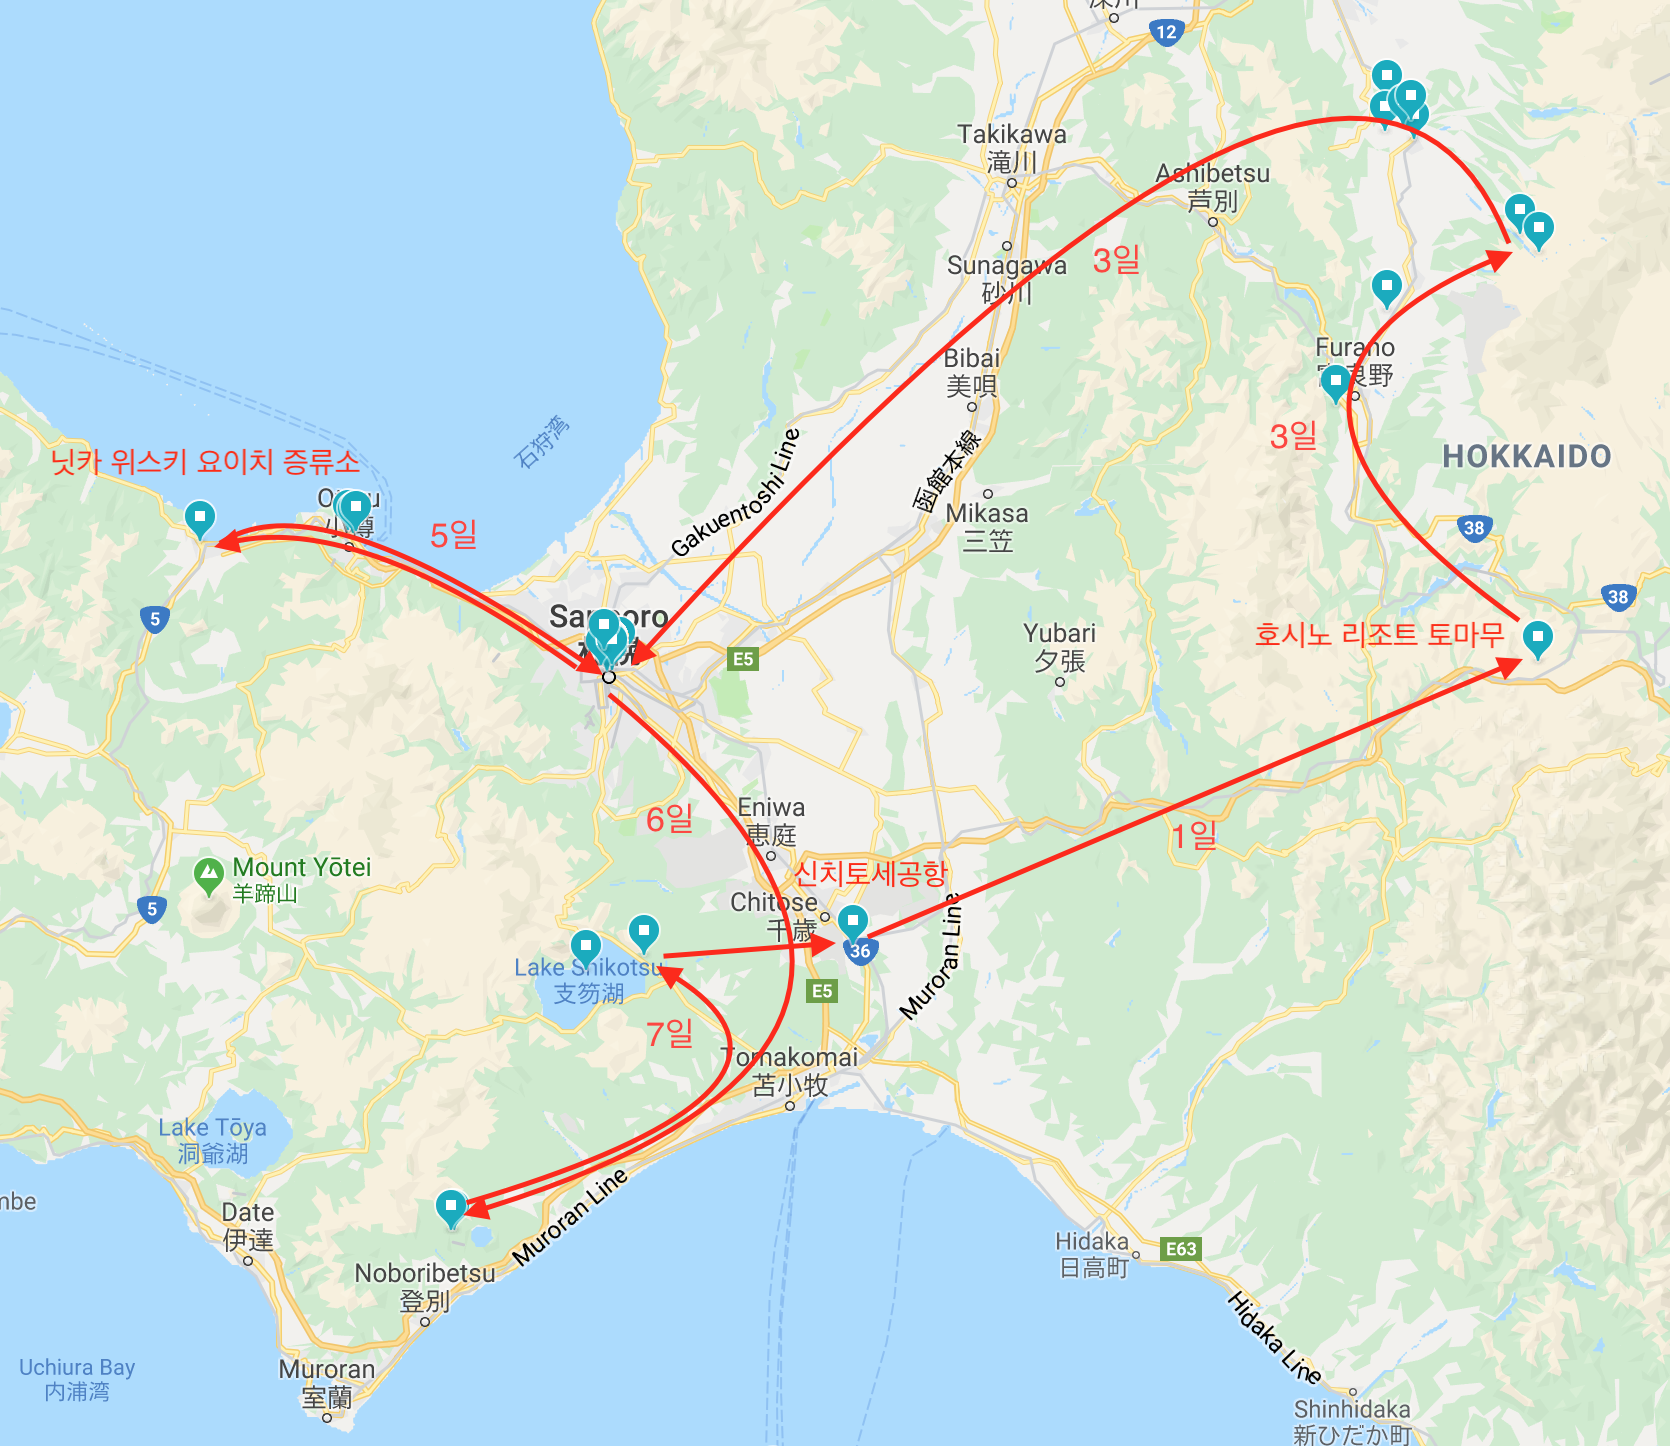 深川
12
Takikawa
滝川
Ashibetsu
芦別
3일
Sunagawa
砂川
Furano
富良野
Bibai
美唄
3일
HOKKAIDO
石狩湾
닛카 위스키 요이치 증류소
小樽
5일
Gakuentoshi Line
函館本線
Mikasa
三笠
38
38
5
Sapporo
札幌
E5
Yubari
夕張
호시노 리조트 토마무
6일
Eniwa
恵庭
1일
Mount Yōtei
羊蹄山
신치토세공항
5
Chitose
千歳
36
Lake Shikotsu
支笏湖
E5
Muroran Line
7일
Tomakomai
苫小牧
Lake Tōya
洞爺湖
mbe
Date
伊達
Muroran Line
Noboribetsu
登別
Hidaka
日高町
E63
Hidaka Line
Uchiura Bay
内浦湾
Muroran
室蘭
Shinhidaka
新ひだか町